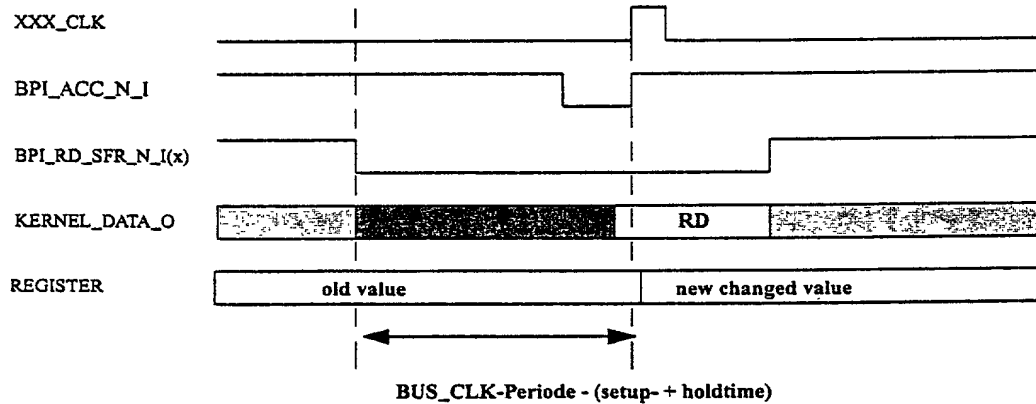 XXX_CLK
BPI_ACC_N_I
BPI_RD_SFR_N_I(x)
KERNEL_DATA_O
RD
REGISTER
old value
new changed value
BUS_CLK-Periode - (setup- + holdtime)